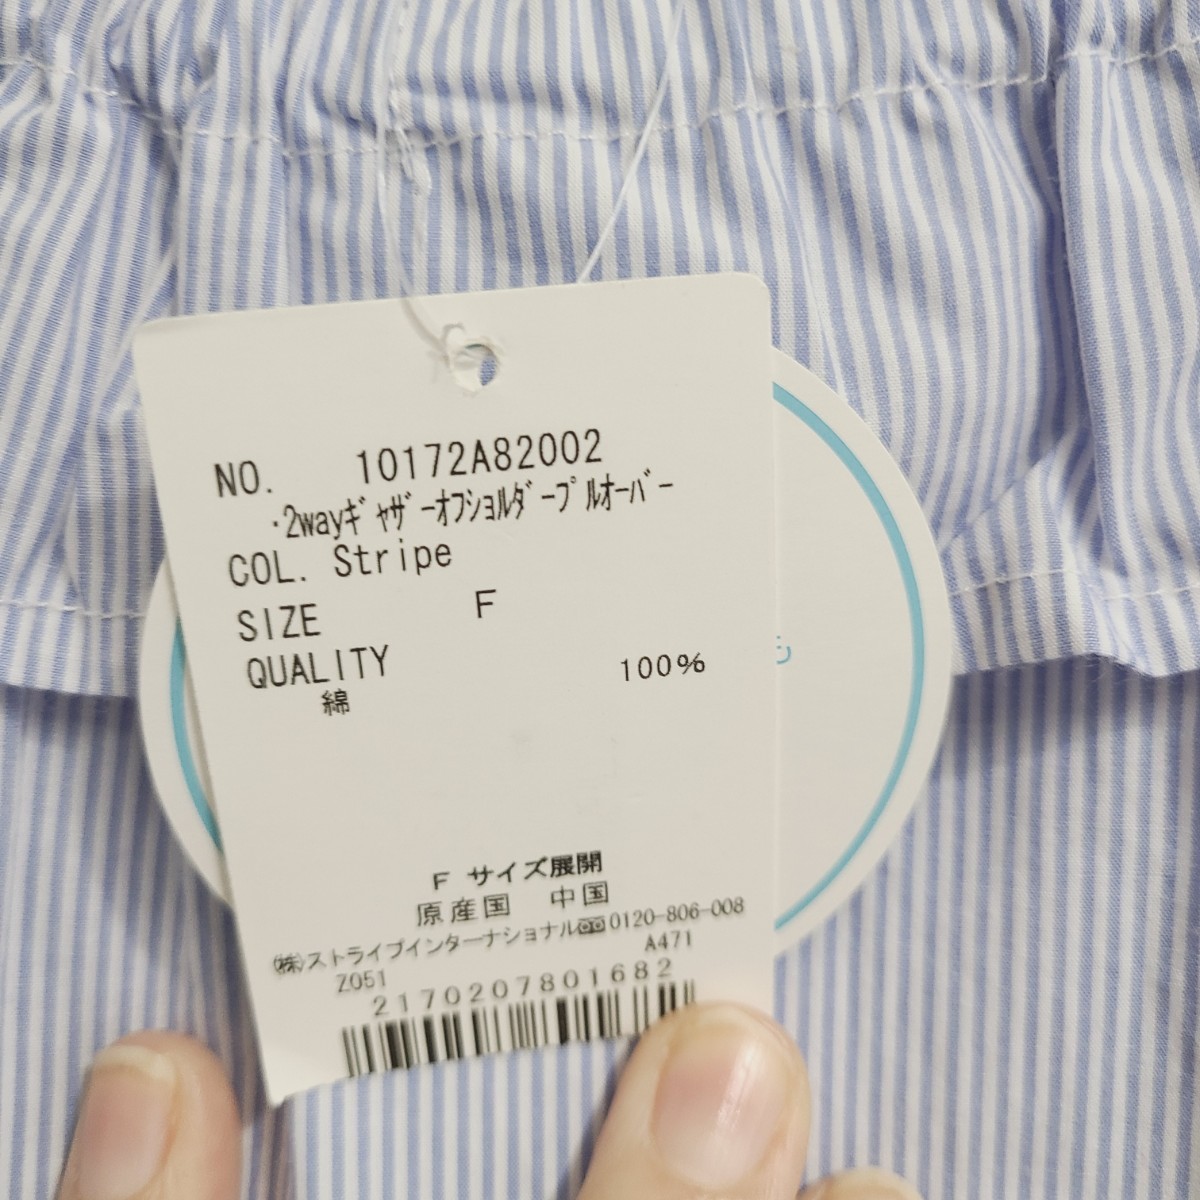 NO. 10172A82002
･2wayｷﾞｬｻﾞｰｵﾌｼｮﾙﾀﾞｰﾌﾟﾙｵｰﾊﾞｰ
COL. Stripe
SIZE F
QUALITY
綿 100%
F サイズ展開
原産国 中国
㈱ストライプインターナショナル 0120-806-008
Z051 A471
2170207801682